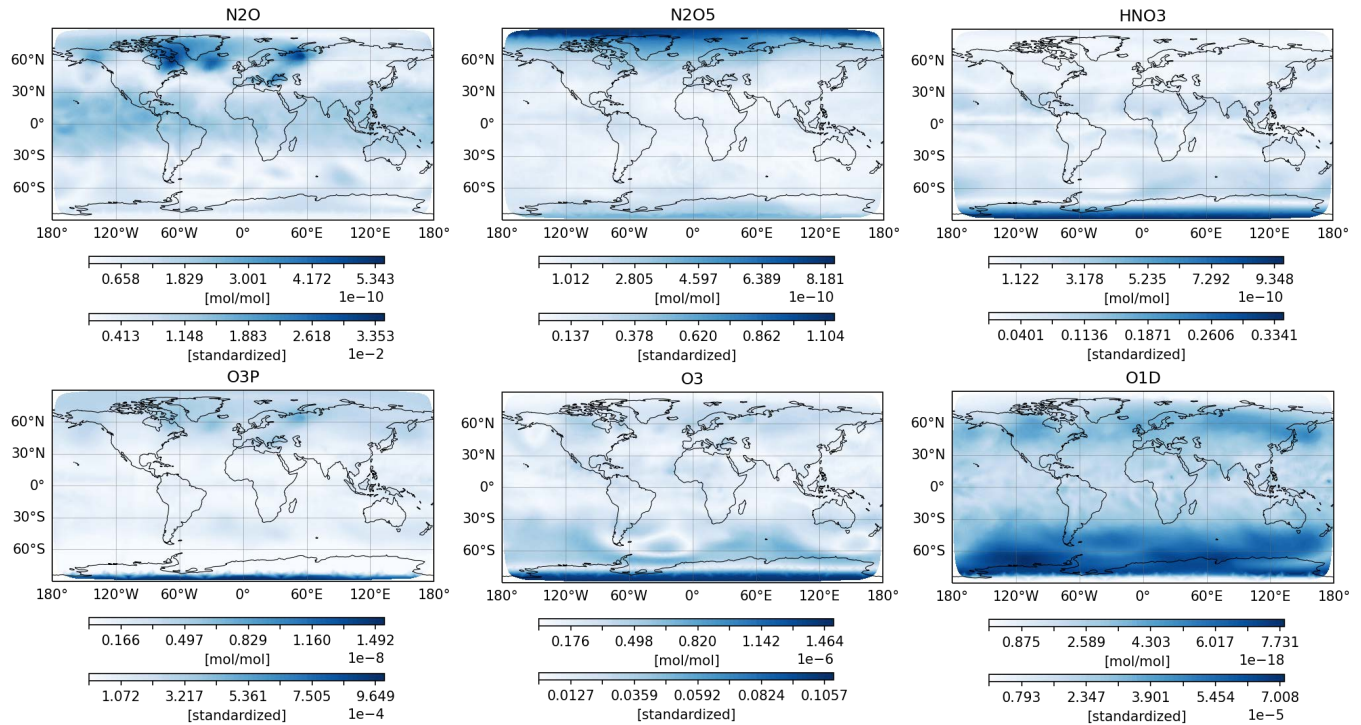 N2O N2O5 HNO3
60°N 60°N 60°N
30°N 30°N 30°N
0° 0° 0°
30°S 30°S 30°S
60°S 60°S 60°S
180° 120°W 60°W 0° 60°E 120°E 180° 180° 120°W 60°W 0° 60°E 120°E 180° 180° 120°W 60°W 0° 60°E 120°E 180°
0.658 1.829 3.001 4.172 5.343 1.012 2.805 4.597 6.389 8.181 1.122 3.178 5.235 7.292 9.348
[mol/mol] 1e−10 [mol/mol] 1e−10 [mol/mol] 1e−10
0.413 1.148 1.883 2.618 3.353 0.137 0.378 0.620 0.862 1.104 0.0401 0.1136 0.1871 0.2606 0.3341
[standardized] 1e−2 [standardized] [standardized]
O3P O3 O1D
60°N 60°N 60°N
30°N 30°N 30°N
0° 0° 0°
30°S 30°S 30°S
60°S 60°S 60°S
180° 120°W 60°W 0° 60°E 120°E 180° 180° 120°W 60°W 0° 60°E 120°E 180° 180° 120°W 60°W 0° 60°E 120°E 180°
0.166 0.497 0.829 1.160 1.492 0.176 0.498 0.820 1.142 1.464 0.875 2.589 4.303 6.017 7.731
[mol/mol] 1e−8 [mol/mol] 1e−6 [mol/mol] 1e−18
1.072 3.217 5.361 7.505 9.649 0.0127 0.0359 0.0592 0.0824 0.1057 0.793 2.347 3.901 5.454 7.008
[standardized] 1e−4 [standardized] [standardized] 1e−5